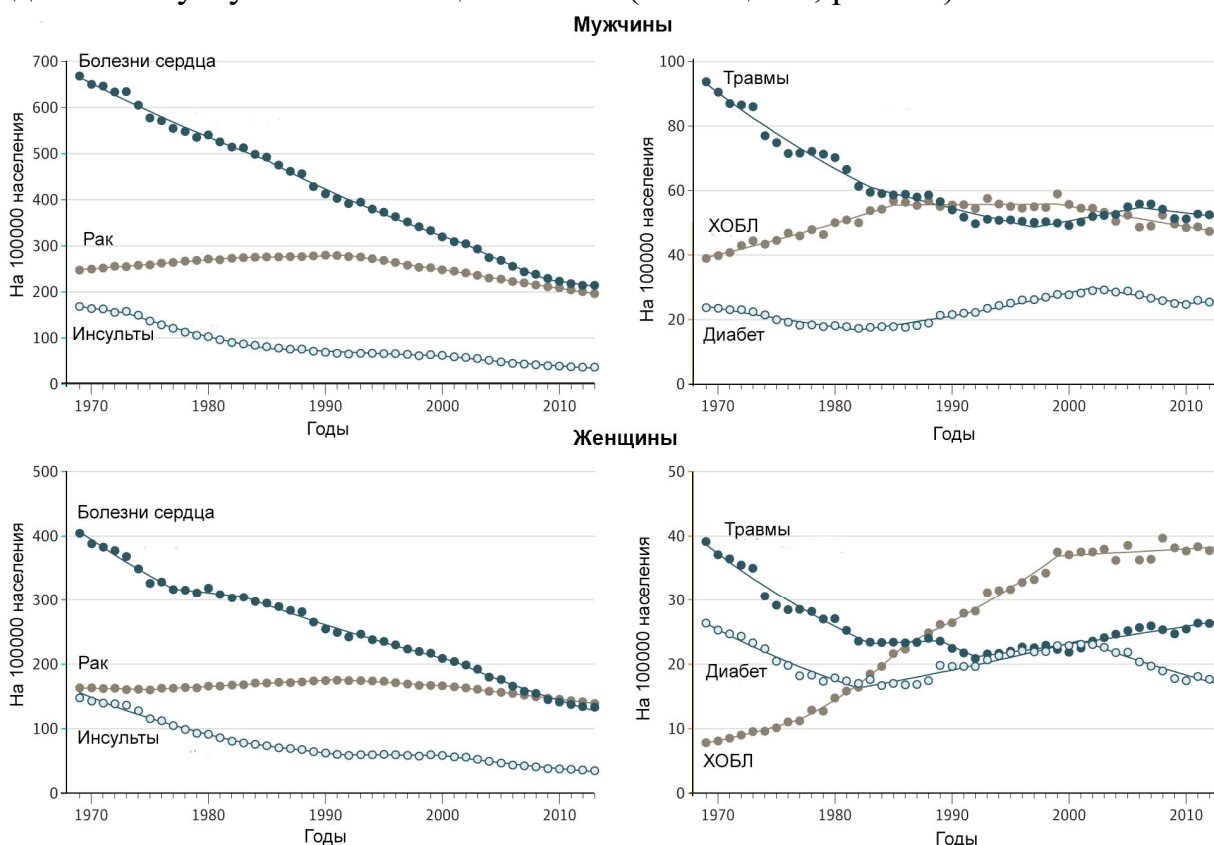 Мужчины
700
600
500
400
300
200
100
0
На 100000 населения
Болезни сердца
Рак
Инсульты
1970 1980 1990 2000 2010
Годы
100
80
60
40
20
0
На 100000 населения
Травмы
ХОБЛ
Диабет
1970 1980 1990 2000 2010
Годы
Женщины
500
400
300
200
100
0
На 100000 населения
Болезни сердца
Рак
Инсульты
1970 1980 1990 2000 2010
Годы
50
40
30
20
10
0
На 100000 населения
Травмы
Диабет
ХОБЛ
1970 1980 1990 2000 2010
Годы